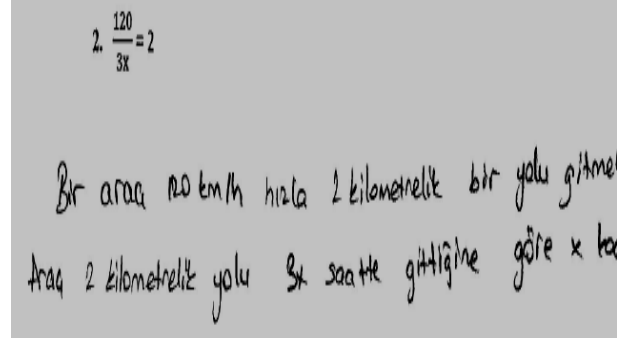 2. 120/3x = 2
Bir araç 120 km/h hızla 2 kilometrelik bir yolu gitme
Araç 2 kilometrelik yolu 3x saatte gittiğine göre x